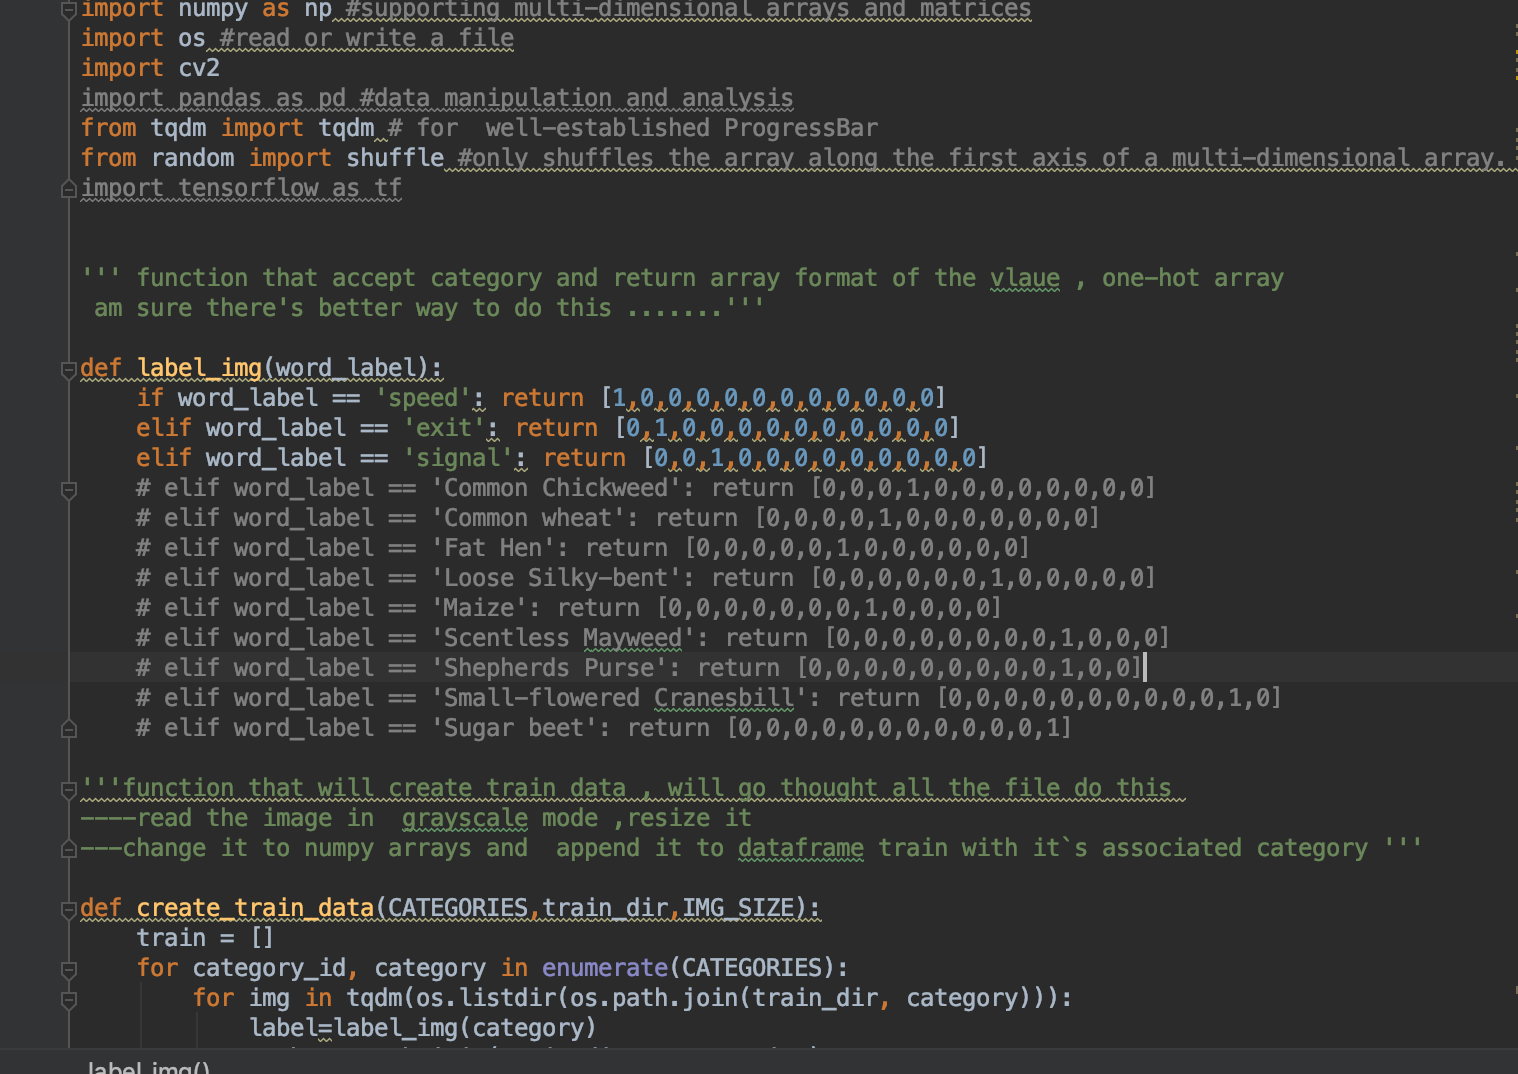 import numpy as np #supporting multi-dimensional arrays and matrices
import os #read or write a file
import cv2
import pandas as pd #data manipulation and analysis
from tqdm import tqdm # for  well-established ProgressBar
from random import shuffle #only shuffles the array along the first axis of a multi-dimensional array.
import tensorflow as tf
''' function that accept category and return array format of the vlaue , one-hot array
 am sure there's better way to do this .......'''
def label_img(word_label):
    if word_label == 'speed': return [1,0,0,0,0,0,0,0,0,0,0,0]
    elif word_label == 'exit': return [0,1,0,0,0,0,0,0,0,0,0,0]
    elif word_label == 'signal': return [0,0,1,0,0,0,0,0,0,0,0,0]
    # elif word_label == 'Common Chickweed': return [0,0,0,1,0,0,0,0,0,0,0,0]
    # elif word_label == 'Common wheat': return [0,0,0,0,1,0,0,0,0,0,0,0]
    # elif word_label == 'Fat Hen': return [0,0,0,0,0,1,0,0,0,0,0,0]
    # elif word_label == 'Loose Silky-bent': return [0,0,0,0,0,0,1,0,0,0,0,0]
    # elif word_label == 'Maize': return [0,0,0,0,0,0,0,1,0,0,0,0]
    # elif word_label == 'Scentless Mayweed': return [0,0,0,0,0,0,0,0,1,0,0,0]
    # elif word_label == 'Shepherds Purse': return [0,0,0,0,0,0,0,0,0,1,0,0]
    # elif word_label == 'Small-flowered Cranesbill': return [0,0,0,0,0,0,0,0,0,0,1,0]
    # elif word_label == 'Sugar beet': return [0,0,0,0,0,0,0,0,0,0,0,1]
'''function that will create train data , will go thought all the file do this
----read the image in  grayscale mode ,resize it
---change it to numpy arrays and  append it to dataframe train with it`s associated category '''
def create_train_data(CATEGORIES,train_dir,IMG_SIZE):
    train = []
    for category_id, category in enumerate(CATEGORIES):
        for img in tqdm(os.listdir(os.path.join(train_dir, category))):
            label=label_img(category)
label_img()